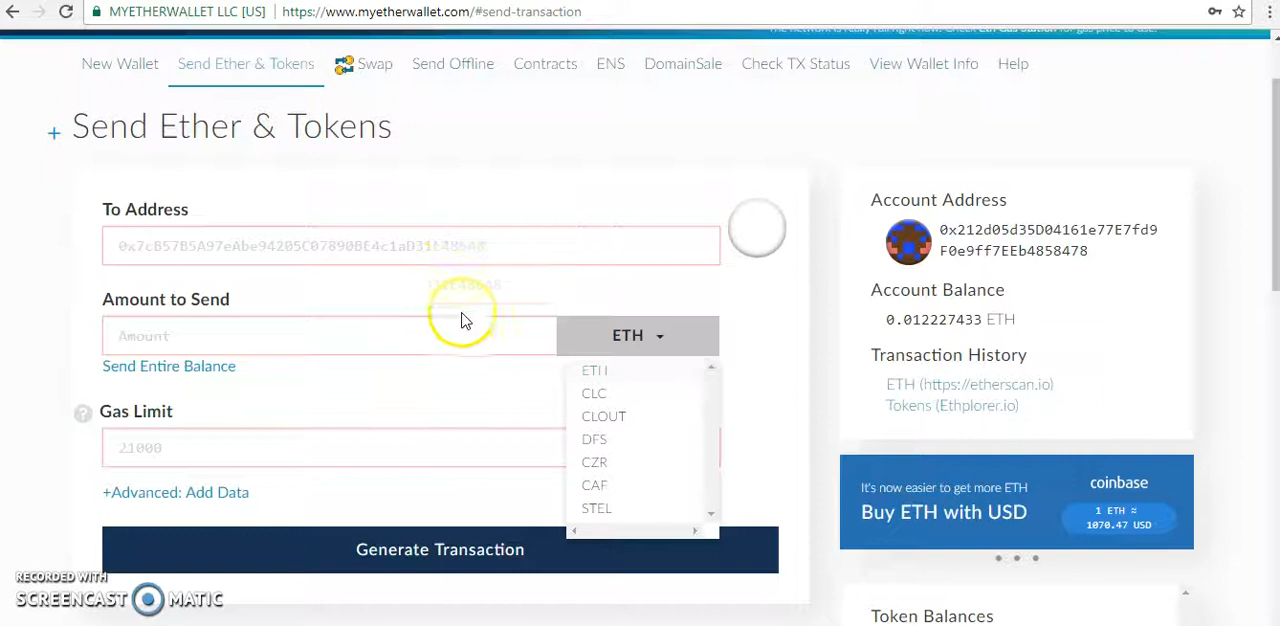 MYETHERWALLET LLC [US] https://www.myetherwallet.com/#send-transaction
New Wallet Send Ether & Tokens Swap Send Offline Contracts ENS DomainSale Check TX Status View Wallet Info Help
+ Send Ether & Tokens
To Address
Amount to Send
Amount
ETH
Send Entire Balance
ETH
CLC
CLOUT
DFS
CZR
CAF
STEL
? Gas Limit
21000
+Advanced: Add Data
Generate Transaction
Account Address
0x212d05d35D04161e77E7fd9
F0e9ff7EEb4858478
Account Balance
0.012227433 ETH
Transaction History
ETH (https://etherscan.io)
Tokens (Ethplorer.io)
It's now easier to get more ETH
Buy ETH with USD
coinbase
1 ETH ≈
1070.47 USD
Token Balances
RECORDED WITH
SCREENCAST MATIC